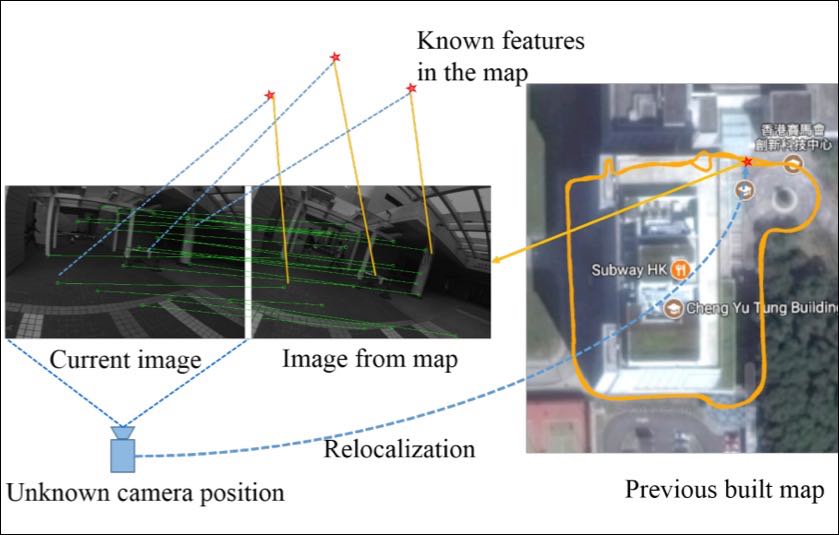 Known features
in the map
香港賽馬會
創新科技中心
Subway HK
Cheng Yu Tung Building
Current image
Image from map
Relocalization
Unknown camera position
Previous built map